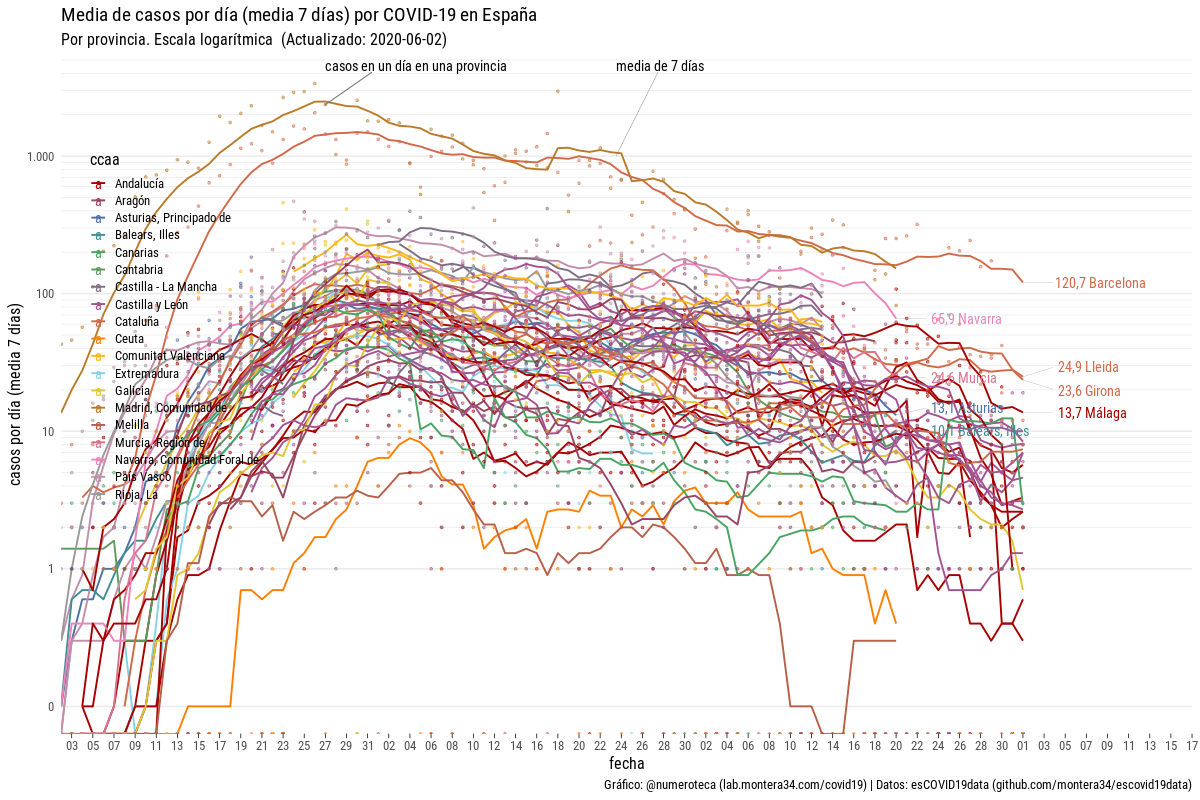 Media de casos por día (media 7 días) por COVID-19 en España
Por provincia. Escala logarítmica  (Actualizado: 2020-06-02)
casos en un día en una provincia
media de 7 días
casos por día (media 7 días)
1.000
100
10
1
0
ccaa
Andalucía
Aragón
Asturias, Principado de
Balears, Illes
Canarias
Cantabria
Castilla - La Mancha
Castilla y León
Cataluña
Ceuta
Comunitat Valenciana
Extremadura
Galicia
Madrid, Comunidad de
Melilla
Murcia, Región de
Navarra, Comunidad Foral de
País Vasco
Rioja, La
120,7 Barcelona
65,9 Navarra
24,9 Lleida
Murcia
23,6 Girona
13,1 Asturias
13,7 Málaga
Balears, Illes
03 05 07 09 11 13 15 17 19 21 23 25 27 29 31 02 04 06 08 10 12 14 16 18 20 22 24 26 28 30 02 04 06 08 10 12 14 16 18 20 22 24 26 28 30 01 03 05 07 09 11 13 15 17
fecha
Gráfico: @numeroteca (lab.montera34.com/covid19) | Datos: esCOVID19data (github.com/montera34/escovid19data)